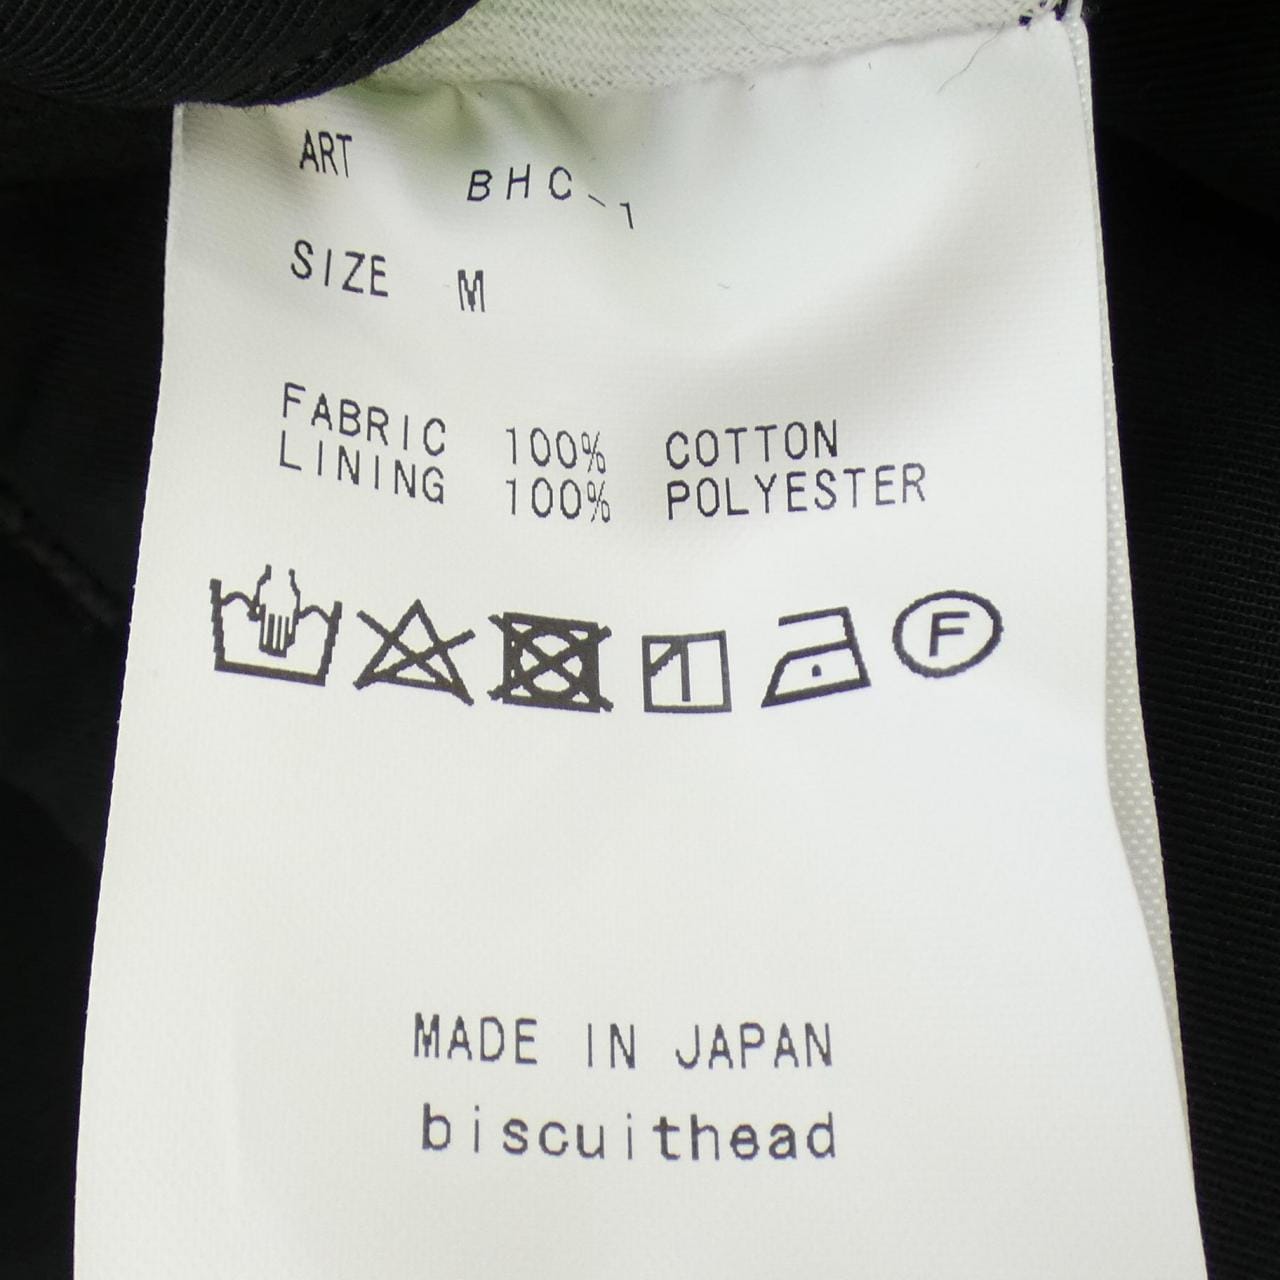 ART BHC-1
SIZE M
FABRIC 100% COTTON
LINING 100% POLYESTER
F
MADE IN JAPAN
biscuithead